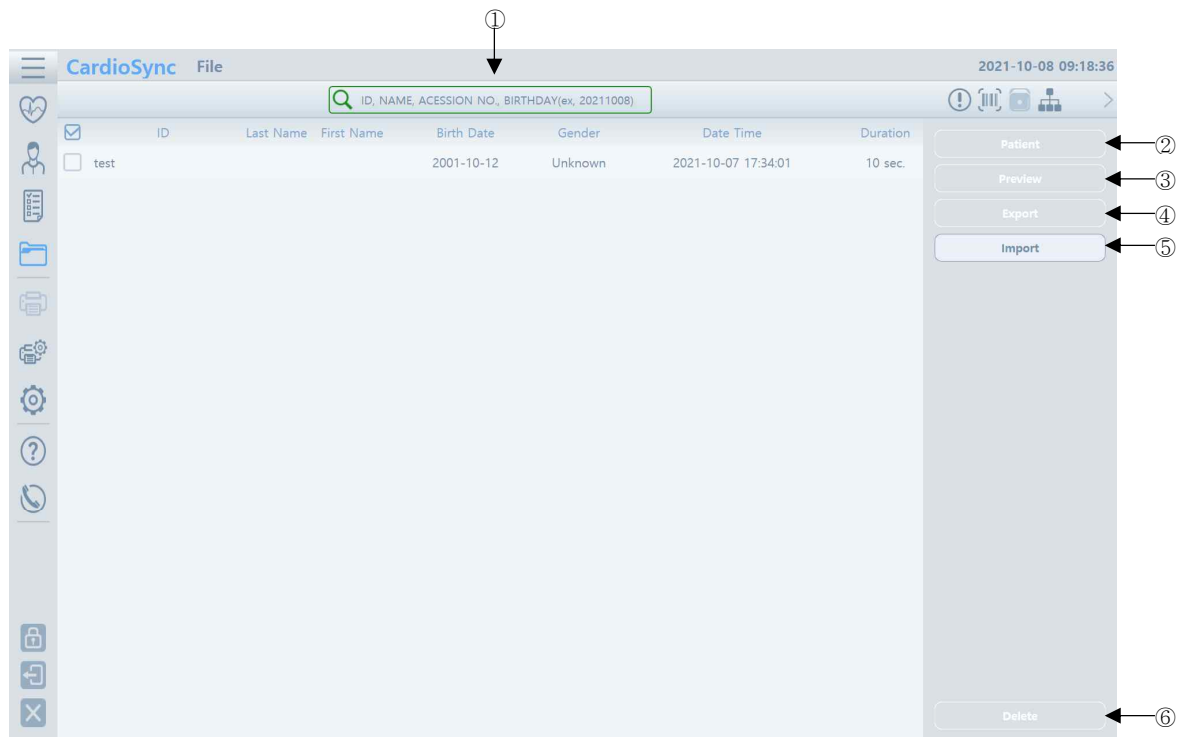 ①
CardioSync File 2021-10-08 09:18:36
ID, NAME, ACESSION NO., BIRTHDAY(ex, 20211008)
ID Last Name First Name Birth Date Gender Date Time Duration
test 2001-10-12 Unknown 2021-10-07 17:34:01 10 sec.
Patient ②
Preview ③
Export ④
Import ⑤
Delete ⑥